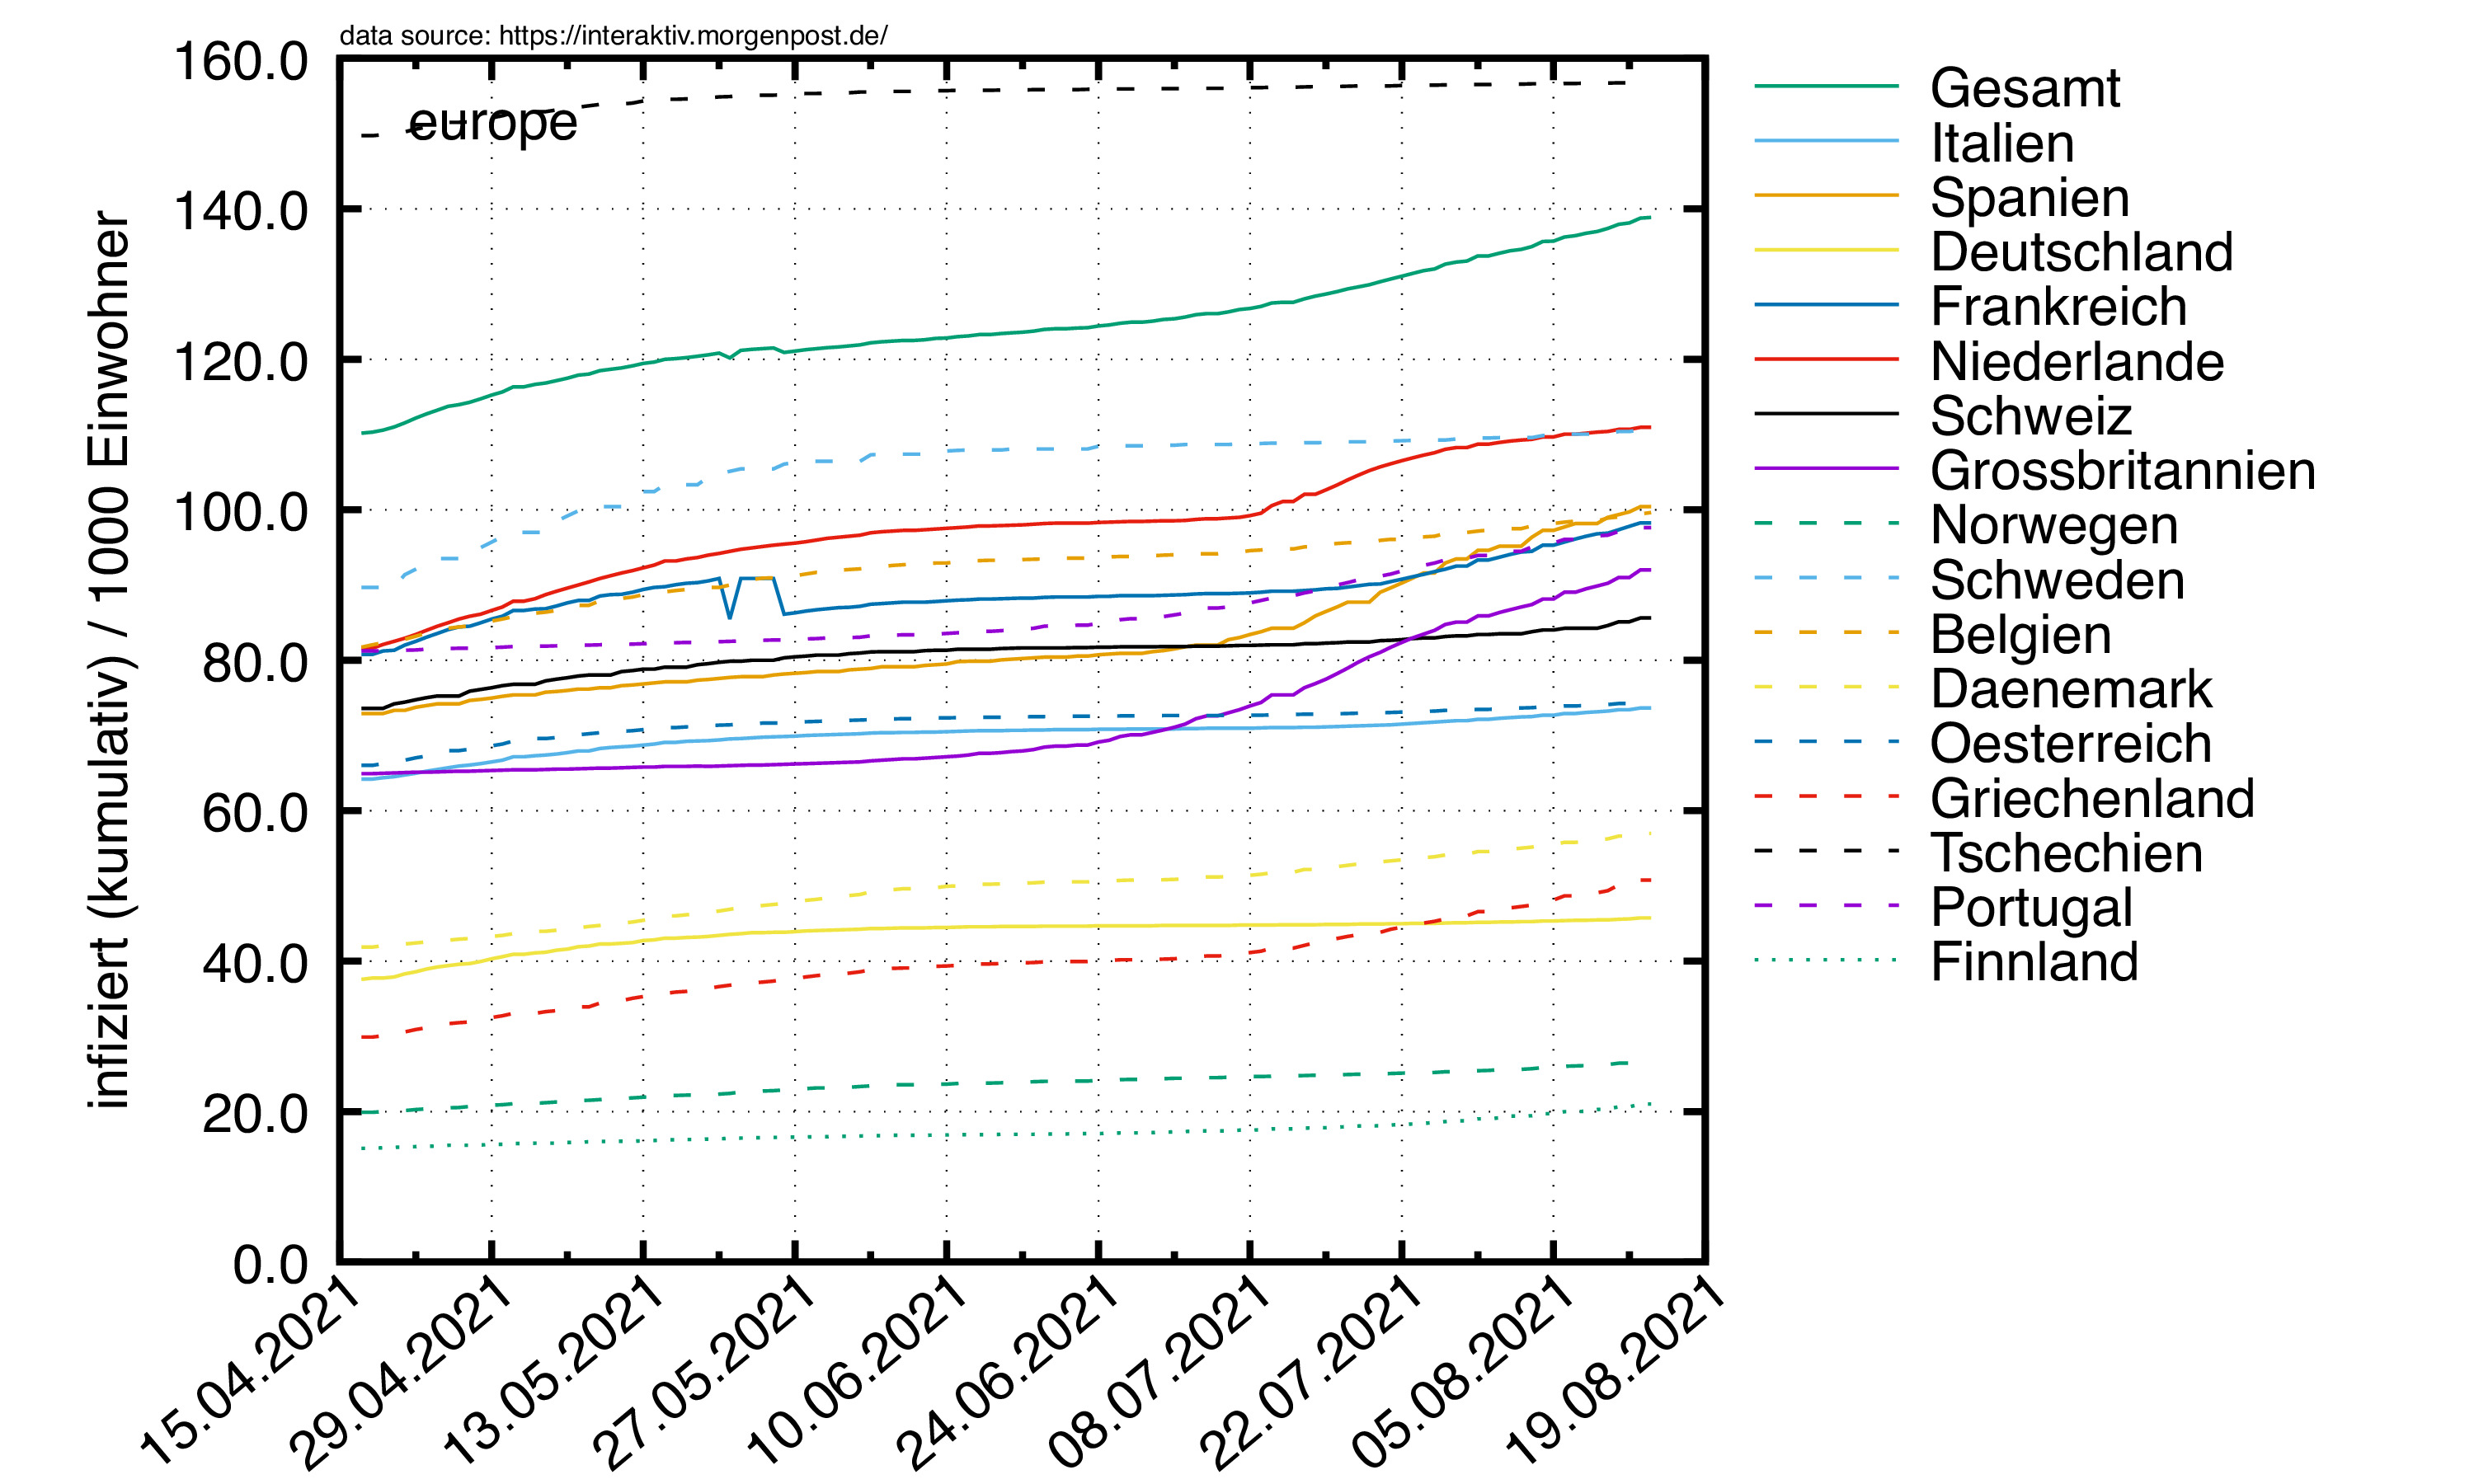 data source: https://interaktiv.morgenpost.de/
europe
infiziert (kumulativ) / 1000 Einwohner
160.0
140.0
120.0
100.0
80.0
60.0
40.0
20.0
0.0
15.04.2021
29.04.2021
13.05.2021
27.05.2021
10.06.2021
24.06.2021
08.07.2021
22.07.2021
05.08.2021
19.08.2021
Gesamt
Italien
Spanien
Deutschland
Frankreich
Niederlande
Schweiz
Grossbritannien
Norwegen
Schweden
Belgien
Daenemark
Oesterreich
Griechenland
Tschechien
Portugal
Finnland